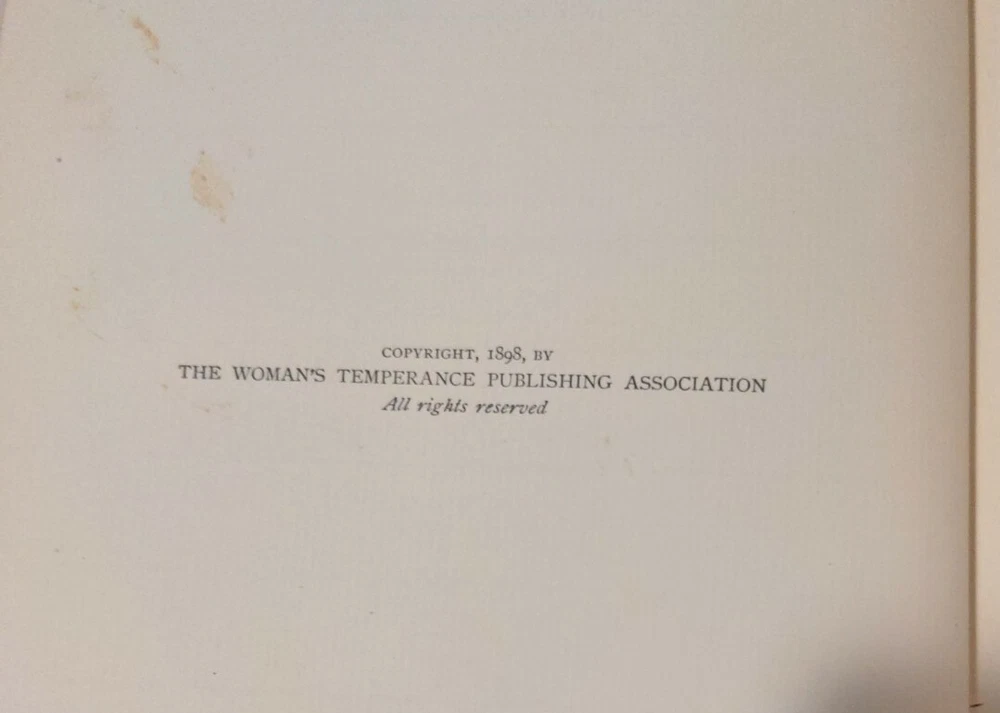 COPYRIGHT, 1898, BY
THE WOMAN'S TEMPERANCE PUBLISHING ASSOCIATION
All rights reserved